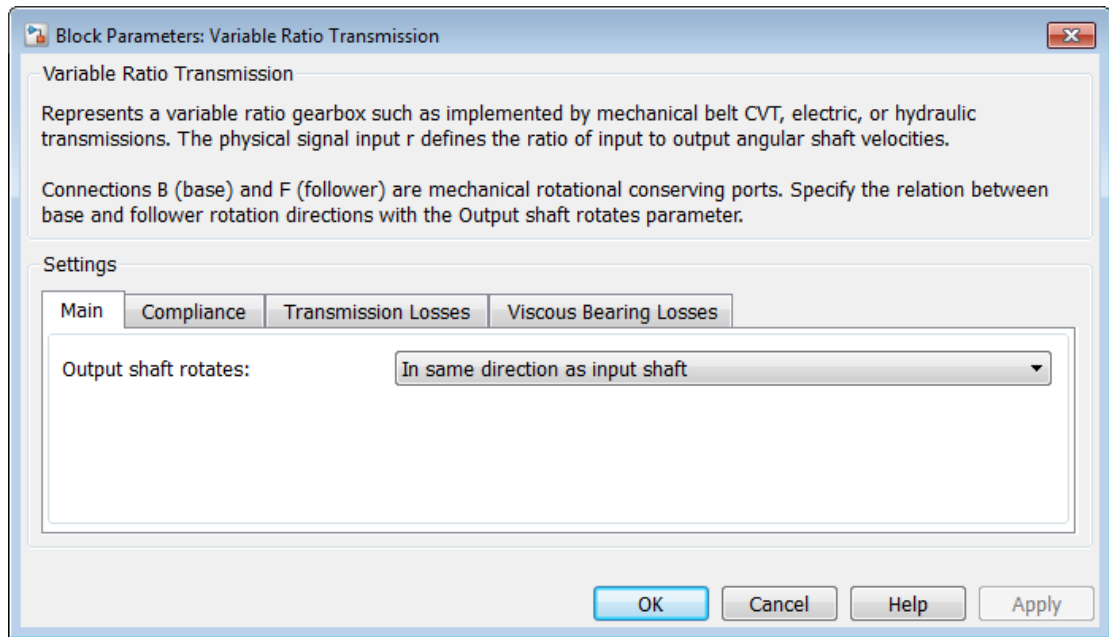 Block Parameters: Variable Ratio Transmission
Variable Ratio Transmission
Represents a variable ratio gearbox such as implemented by mechanical belt CVT, electric, or hydraulic
transmissions. The physical signal input r defines the ratio of input to output angular shaft velocities.
Connections B (base) and F (follower) are mechanical rotational conserving ports. Specify the relation between
base and follower rotation directions with the Output shaft rotates parameter.
Settings
Main Compliance Transmission Losses Viscous Bearing Losses
Output shaft rotates: In same direction as input shaft
OK Cancel Help Apply